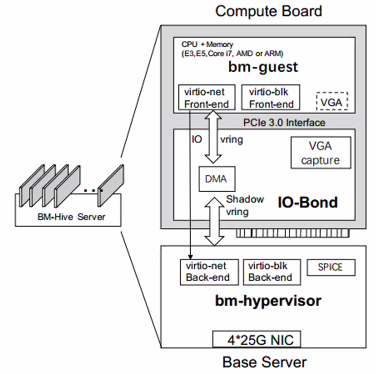 Compute Board
CPU + Memory
(E3,E5,Core i7, AMD or ARM)
bm-guest
virtio-net
Front-end
virtio-blk
Front-end
VGA
PCIe 3.0 Interface
IO
vring
VGA
capture
DMA
IO-Bond
Shadow
vring
BM-Hive Server
virtio-net
Back-end
virtio-blk
Back-end
SPICE
bm-hypervisor
4*25G NIC
Base Server